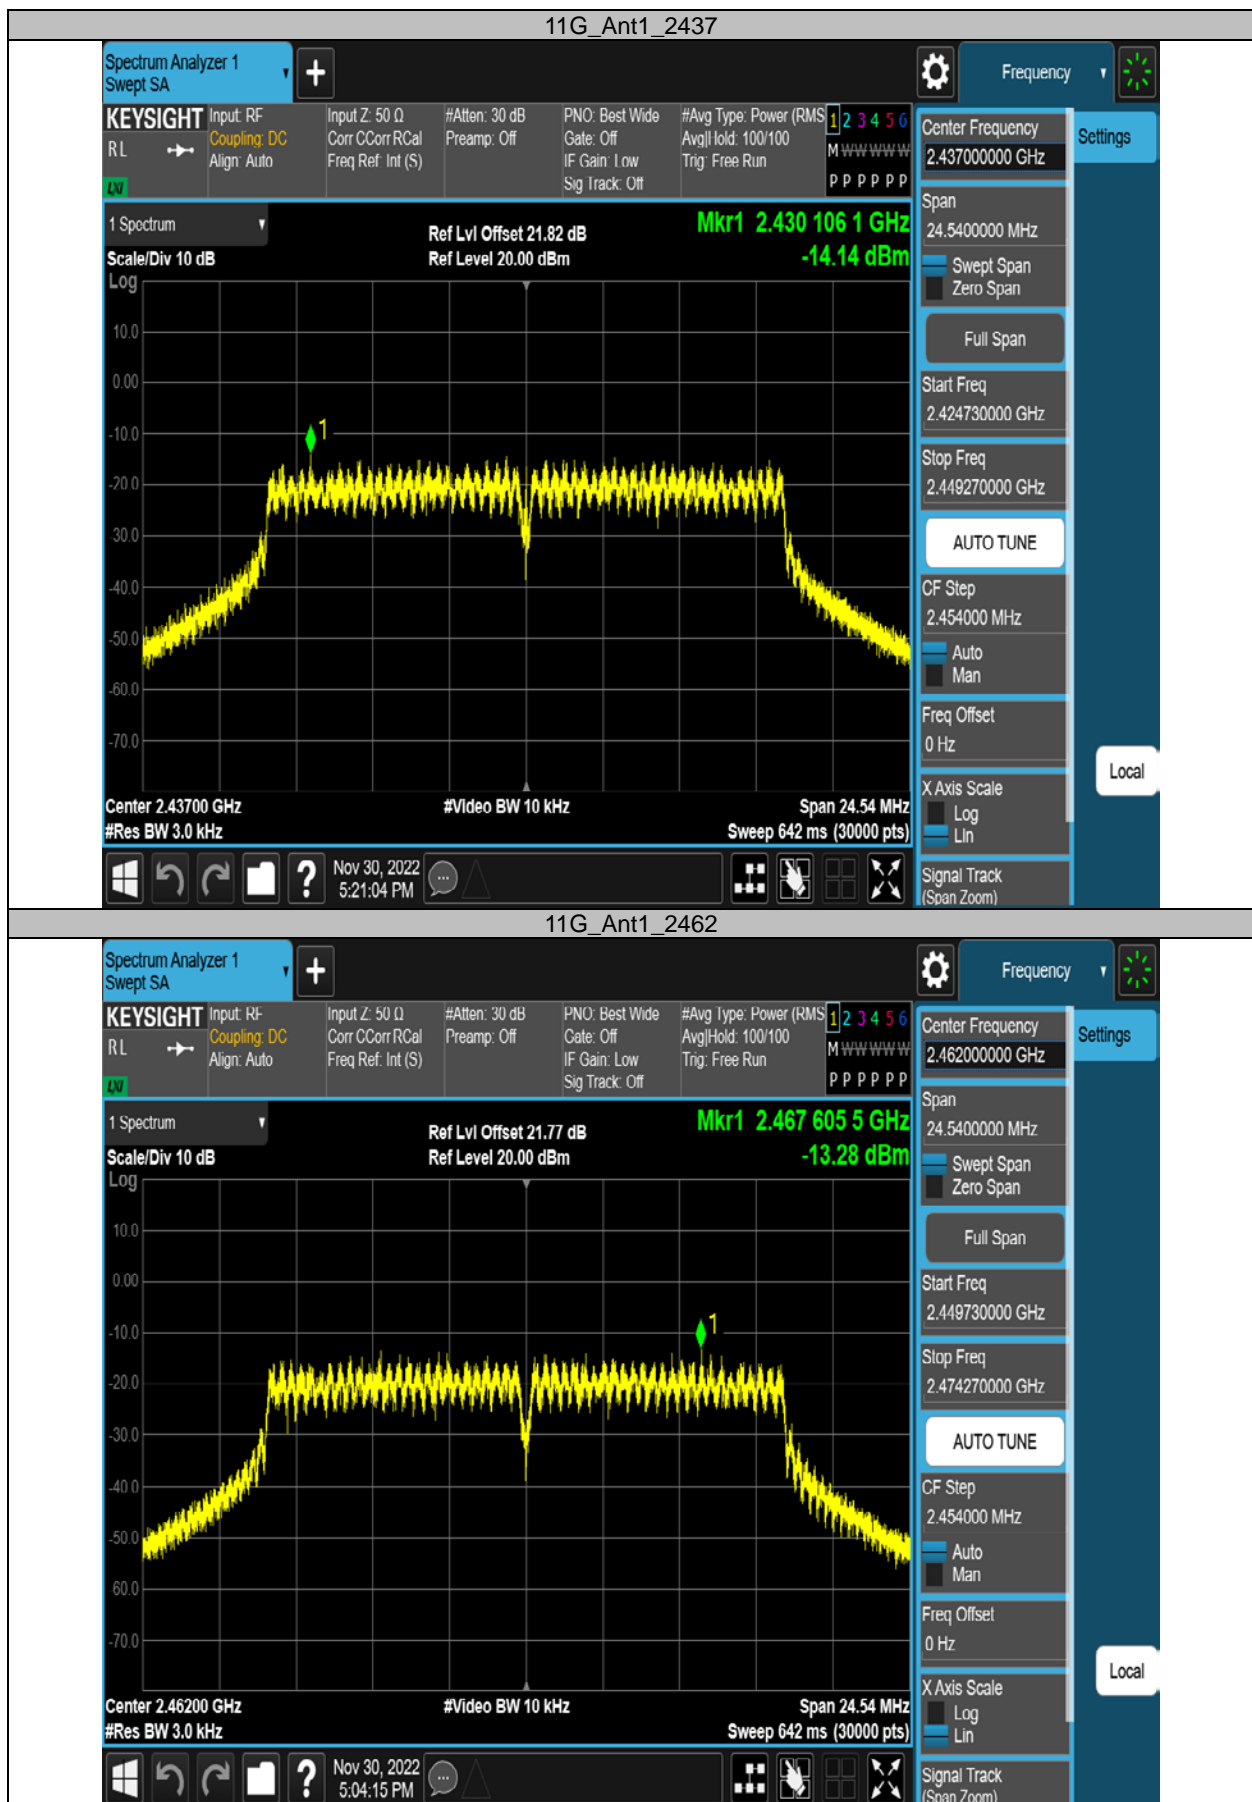 11G_Ant1_2437
Spectrum Analyzer 1
Swept SA
+
Frequency
KEYSIGHT
RL
LXI
Input: RF
Coupling: DC
Align: Auto
Input Z: 50 Ω
Corr CCorr RCal
Freq Ref: Int (S)
#Atten: 30 dB
Preamp: Off
PNO: Best Wide
Gate: Off
IF Gain: Low
Sig Track: Off
#Avg Type: Power (RMS
Avg|Hold: 100/100
Trig: Free Run
1 2 3 4 5 6
M W W W W W
P P P P P P
Center Frequency
2.437000000 GHz
Settings
1 Spectrum
Scale/Div 10 dB
Log
Ref Lvl Offset 21.82 dB
Ref Level 20.00 dBm
Mkr1 2.430 106 1 GHz
-14.14 dBm
10.0
0.00
-10.0
-20.0
-30.0
-40.0
-50.0
-60.0
-70.0
1
Span
24.5400000 MHz
Swept Span
Zero Span
Full Span
Start Freq
2.424730000 GHz
Stop Freq
2.449270000 GHz
AUTO TUNE
CF Step
2.454000 MHz
Auto
Man
Freq Offset
0 Hz
X Axis Scale
Log
Lin
Signal Track
(Span Zoom)
Local
Center 2.43700 GHz
#Res BW 3.0 kHz
#Video BW 10 kHz
Span 24.54 MHz
Sweep 642 ms (30000 pts)
?
Nov 30, 2022
5:21:04 PM
11G_Ant1_2462
Spectrum Analyzer 1
Swept SA
+
Frequency
KEYSIGHT
RL
LXI
Input: RF
Coupling: DC
Align: Auto
Input Z: 50 Ω
Corr CCorr RCal
Freq Ref: Int (S)
#Atten: 30 dB
Preamp: Off
PNO: Best Wide
Gate: Off
IF Gain: Low
Sig Track: Off
#Avg Type: Power (RMS
Avg|Hold: 100/100
Trig: Free Run
1 2 3 4 5 6
M W W W W W
P P P P P P
Center Frequency
2.462000000 GHz
Settings
1 Spectrum
Scale/Div 10 dB
Log
Ref Lvl Offset 21.77 dB
Ref Level 20.00 dBm
Mkr1 2.467 605 5 GHz
-13.28 dBm
10.0
0.00
-10.0
-20.0
-30.0
-40.0
-50.0
-60.0
-70.0
1
Span
24.5400000 MHz
Swept Span
Zero Span
Full Span
Start Freq
2.449730000 GHz
Stop Freq
2.474270000 GHz
AUTO TUNE
CF Step
2.454000 MHz
Auto
Man
Freq Offset
0 Hz
X Axis Scale
Log
Lin
Signal Track
(Span Zoom)
Local
Center 2.46200 GHz
#Res BW 3.0 kHz
#Video BW 10 kHz
Span 24.54 MHz
Sweep 642 ms (30000 pts)
?
Nov 30, 2022
5:04:15 PM